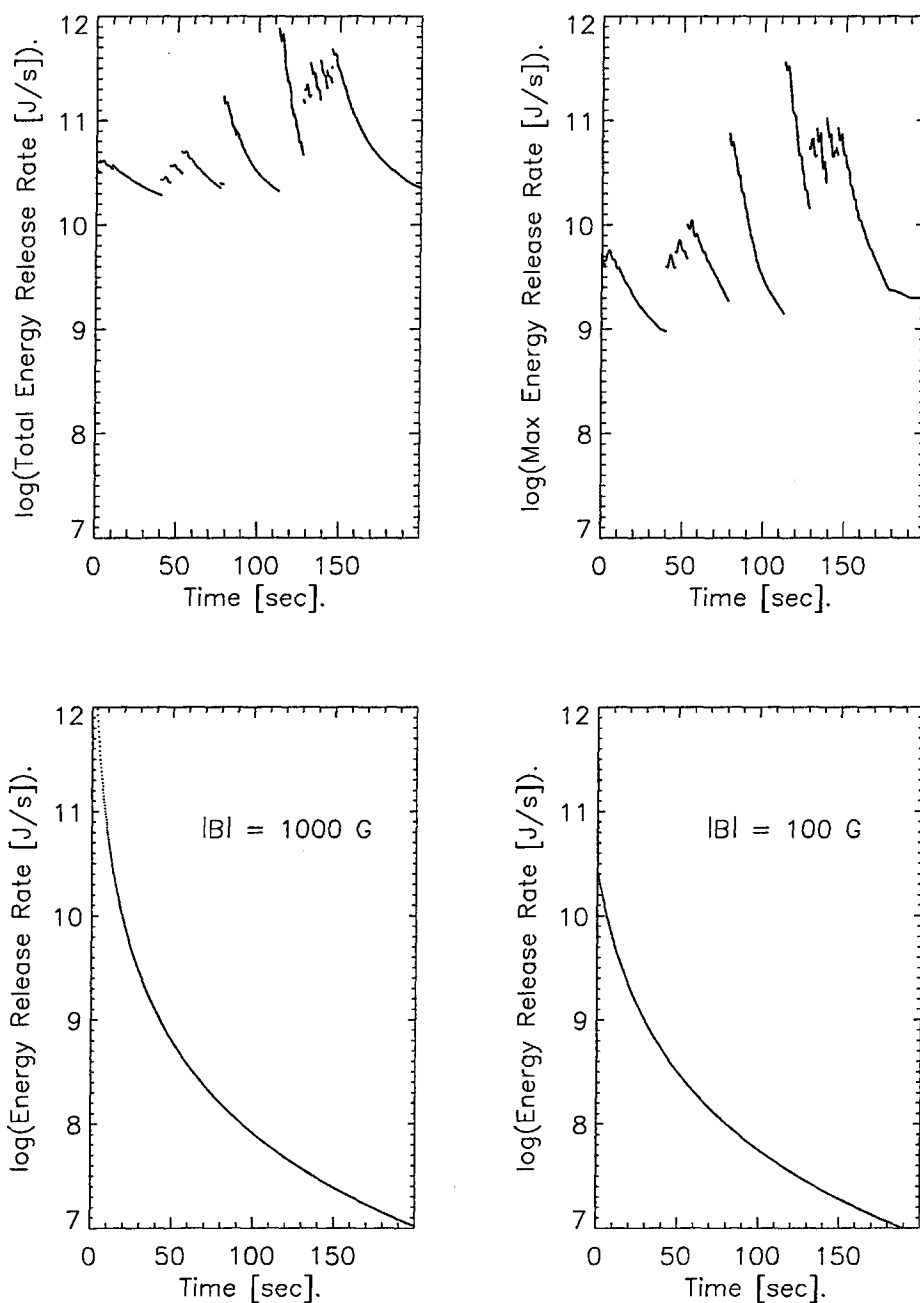 log(Total Energy Release Rate [J/s]).
12
11
10
9
8
7
0 50 100 150
Time [sec].
log(Max Energy Release Rate [J/s]).
12
11
10
9
8
7
0 50 100 150
Time [sec].
log(Energy Release Rate [J/s]).
12
11
10
9
8
7
|B| = 1000 G
0 50 100 150
Time [sec].
log(Energy Release Rate [J/s]).
12
11
10
9
8
7
|B| = 100 G
0 50 100 150
Time [sec].